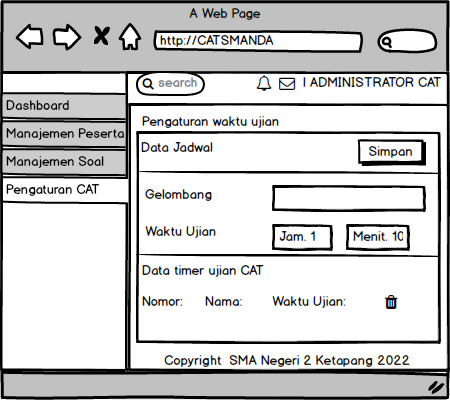 A Web Page
http://CATSMANDA
search
I ADMINISTRATOR CAT
Dashboard
Manajemen Peserta
Manajemen Soal
Pengaturan CAT
Pengaturan waktu ujian
Data Jadwal
Simpan
Gelombang
Waktu Ujian
Jam. 1
Menit. 10
Data timer ujian CAT
Nomor: Nama: Waktu Ujian:
Copyright SMA Negeri 2 Ketapang 2022